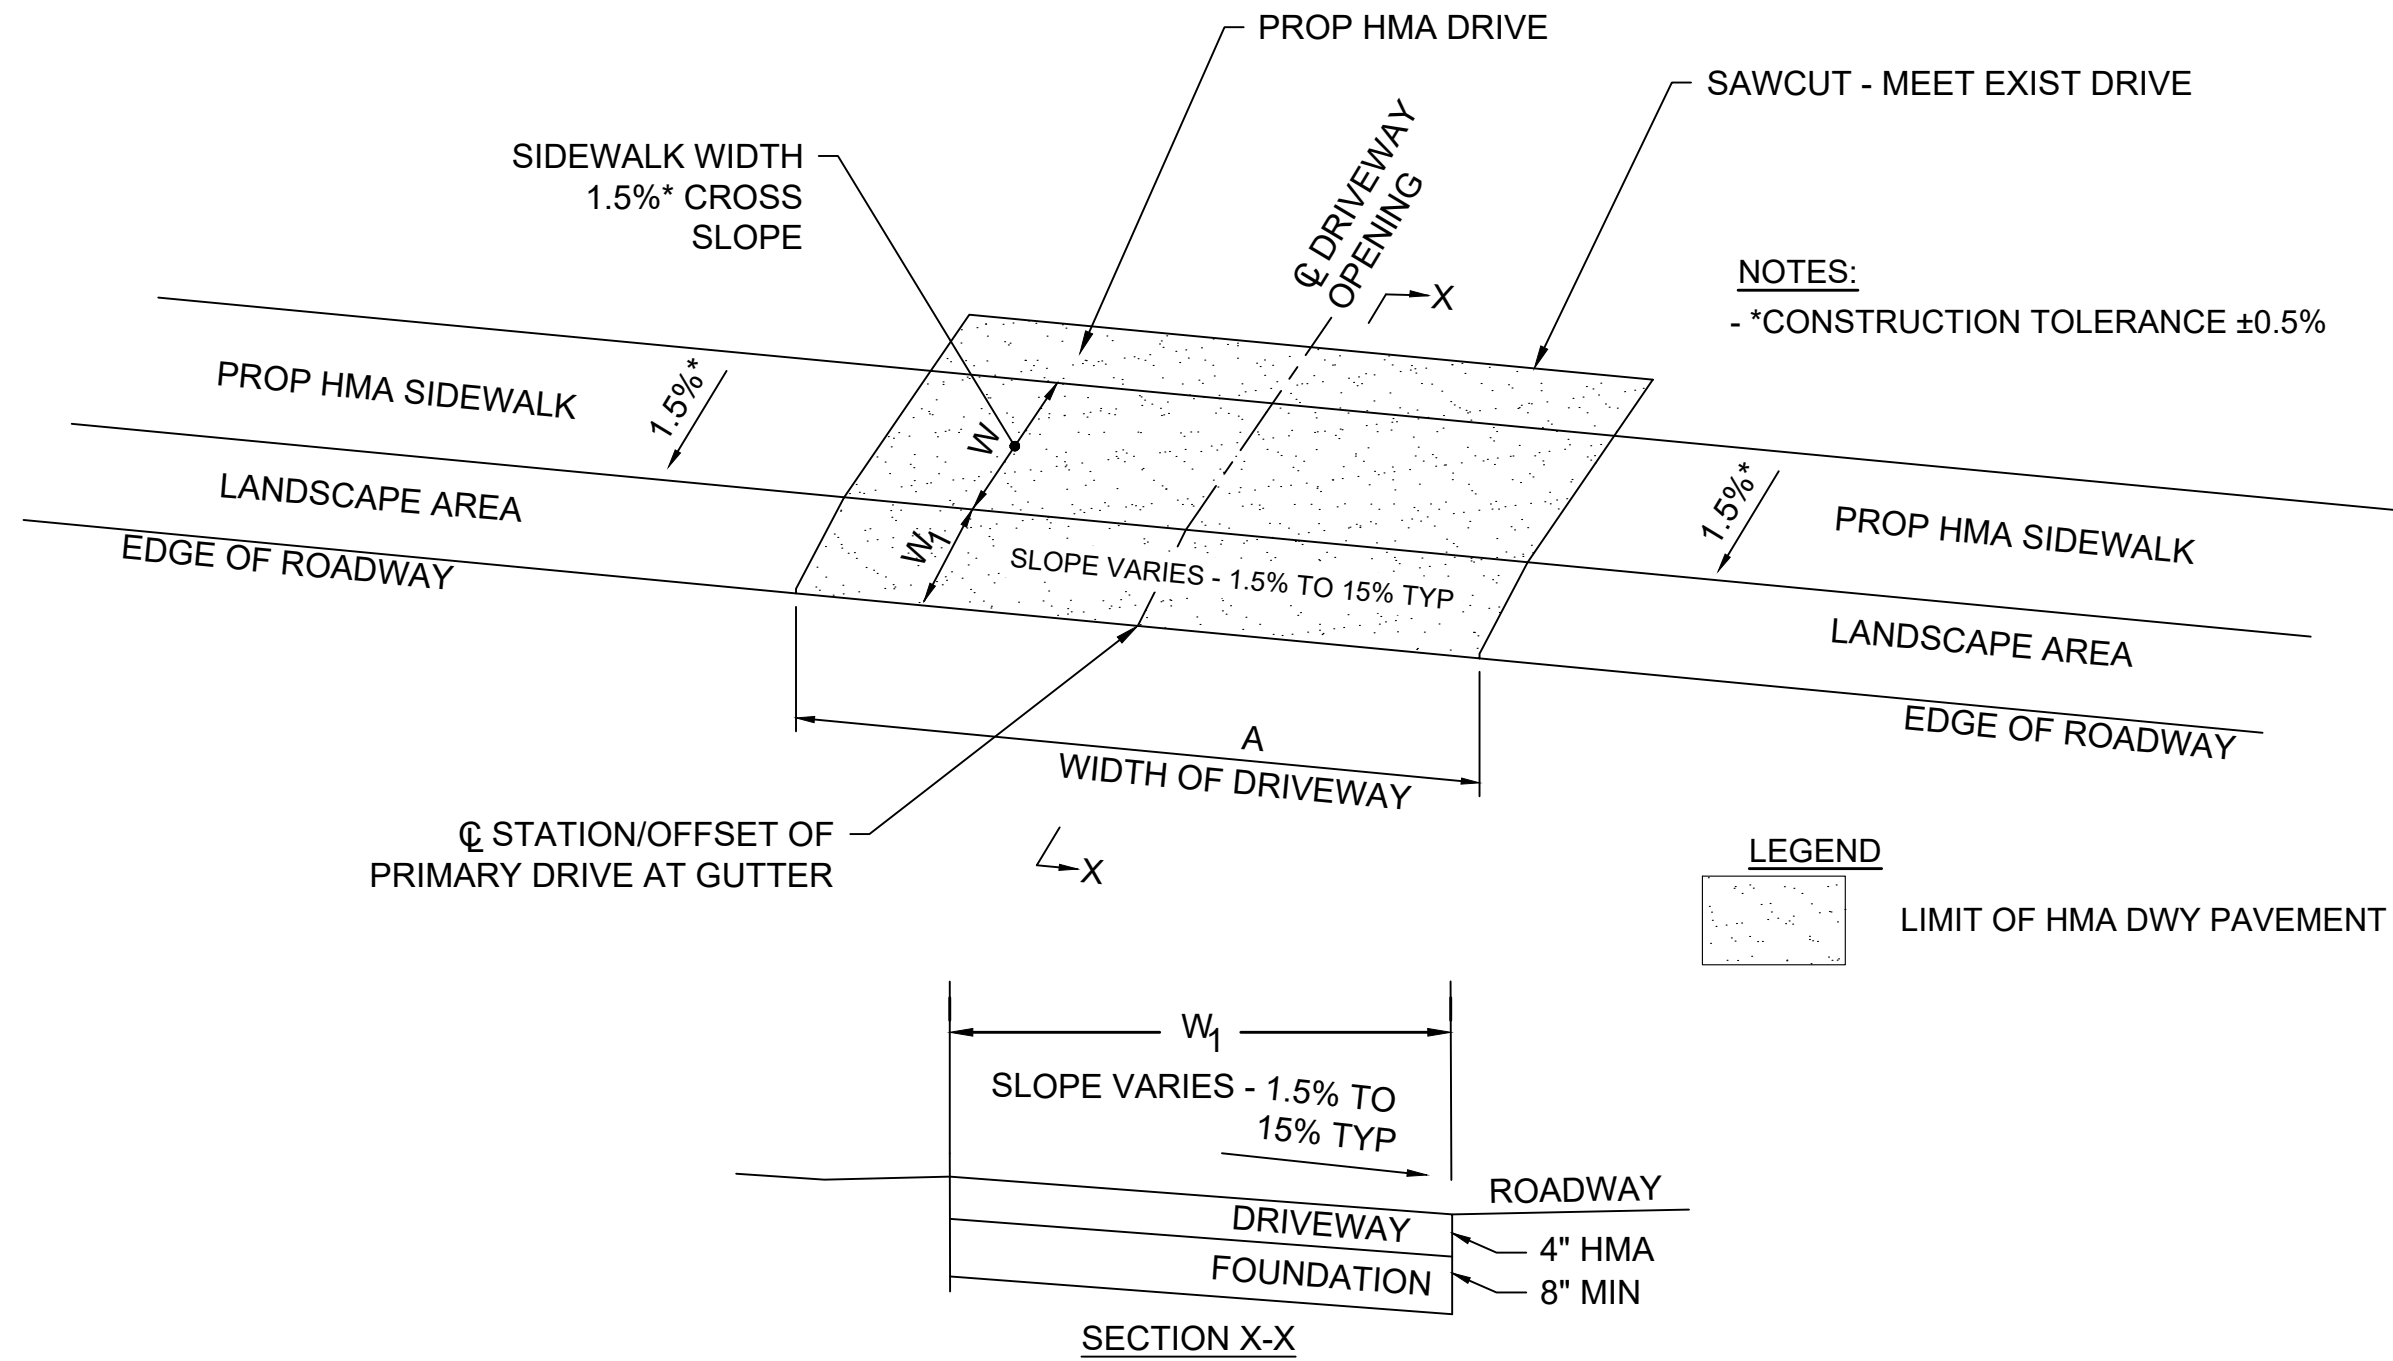 PROP HMA DRIVE
SAWCUT - MEET EXIST DRIVE
SIDEWALK WIDTH
1.5%* CROSS
SLOPE
℄ DRIVEWAY
OPENING
X
NOTES:
- *CONSTRUCTION TOLERANCE ±0.5%
PROP HMA SIDEWALK
1.5%*
W
LANDSCAPE AREA
W1
EDGE OF ROADWAY
SLOPE VARIES - 1.5% TO 15% TYP
1.5%*
PROP HMA SIDEWALK
LANDSCAPE AREA
EDGE OF ROADWAY
A
WIDTH OF DRIVEWAY
℄ STATION/OFFSET OF
PRIMARY DRIVE AT GUTTER
X
LEGEND
LIMIT OF HMA DWY PAVEMENT
W1
SLOPE VARIES - 1.5% TO
15% TYP
ROADWAY
DRIVEWAY
4" HMA
FOUNDATION
8" MIN
SECTION X-X